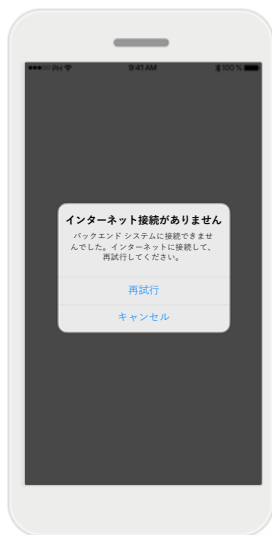 PH 9:41 AM 100%
インターネット接続がありません
バックエンド システムに接続できませ
んでした。インターネットに接続して、
再試行してください。
再試行
キャンセル